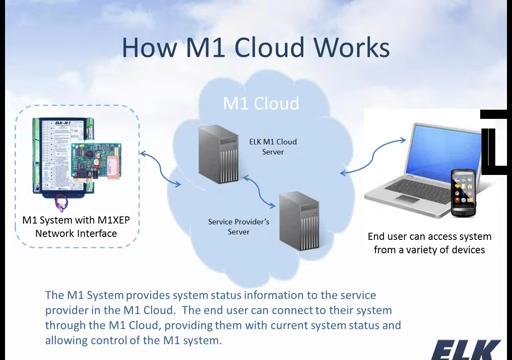 How M1 Cloud Works
M1 Cloud
ELK M1 Cloud
Server
ELK-M1
Service Provider's
Server
M1 System with M1XEP
Network Interface
End user can access system
from a variety of devices
The M1 System provides system status information to the service
provider in the M1 Cloud. The end user can connect to their system
through the M1 Cloud, providing them with current system status and
allowing control of the M1 system.
ELK